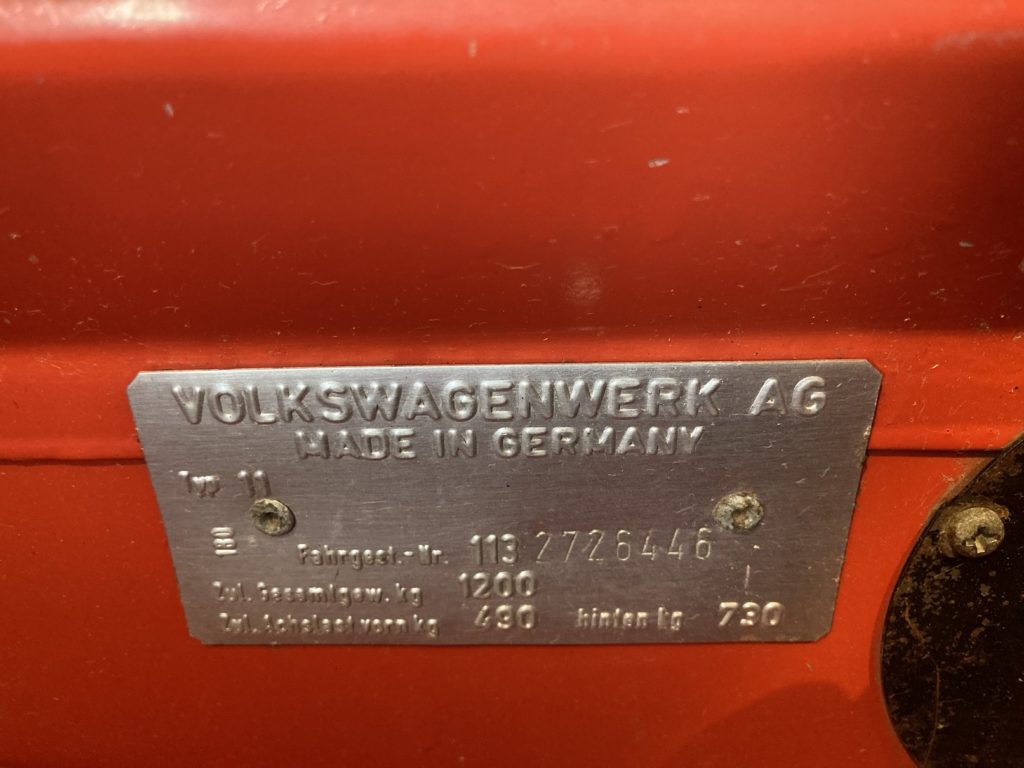 VOLKSWAGENWERK AG
MADE IN GERMANY
Typ 11
Fahrgest.-Nr. 113 2726446
Zul. Gesamtgew. kg 1200
Zul. Achslast vorn kg 490 hinten kg 730